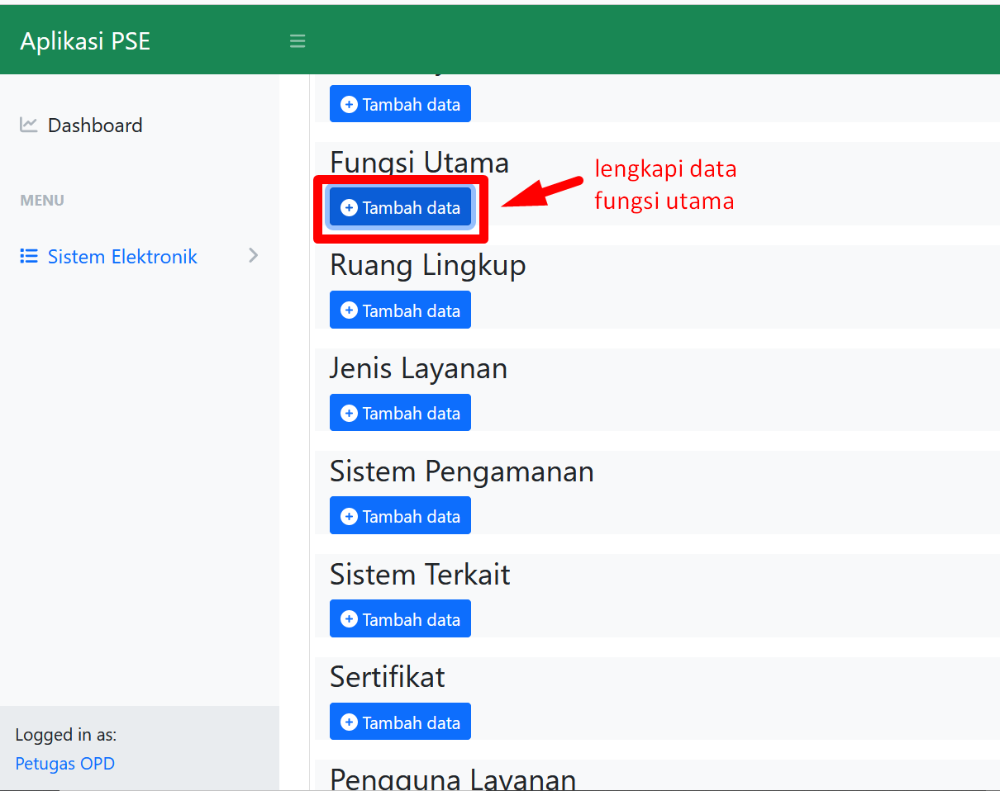 Aplikasi PSE
Dashboard
MENU
Sistem Elektronik
Logged in as:
Petugas OPD
Tambah data
Fungsi Utama
Tambah data
lengkapi data
fungsi utama
Ruang Lingkup
Tambah data
Jenis Layanan
Tambah data
Sistem Pengamanan
Tambah data
Sistem Terkait
Tambah data
Sertifikat
Tambah data
Pengguna Layanan